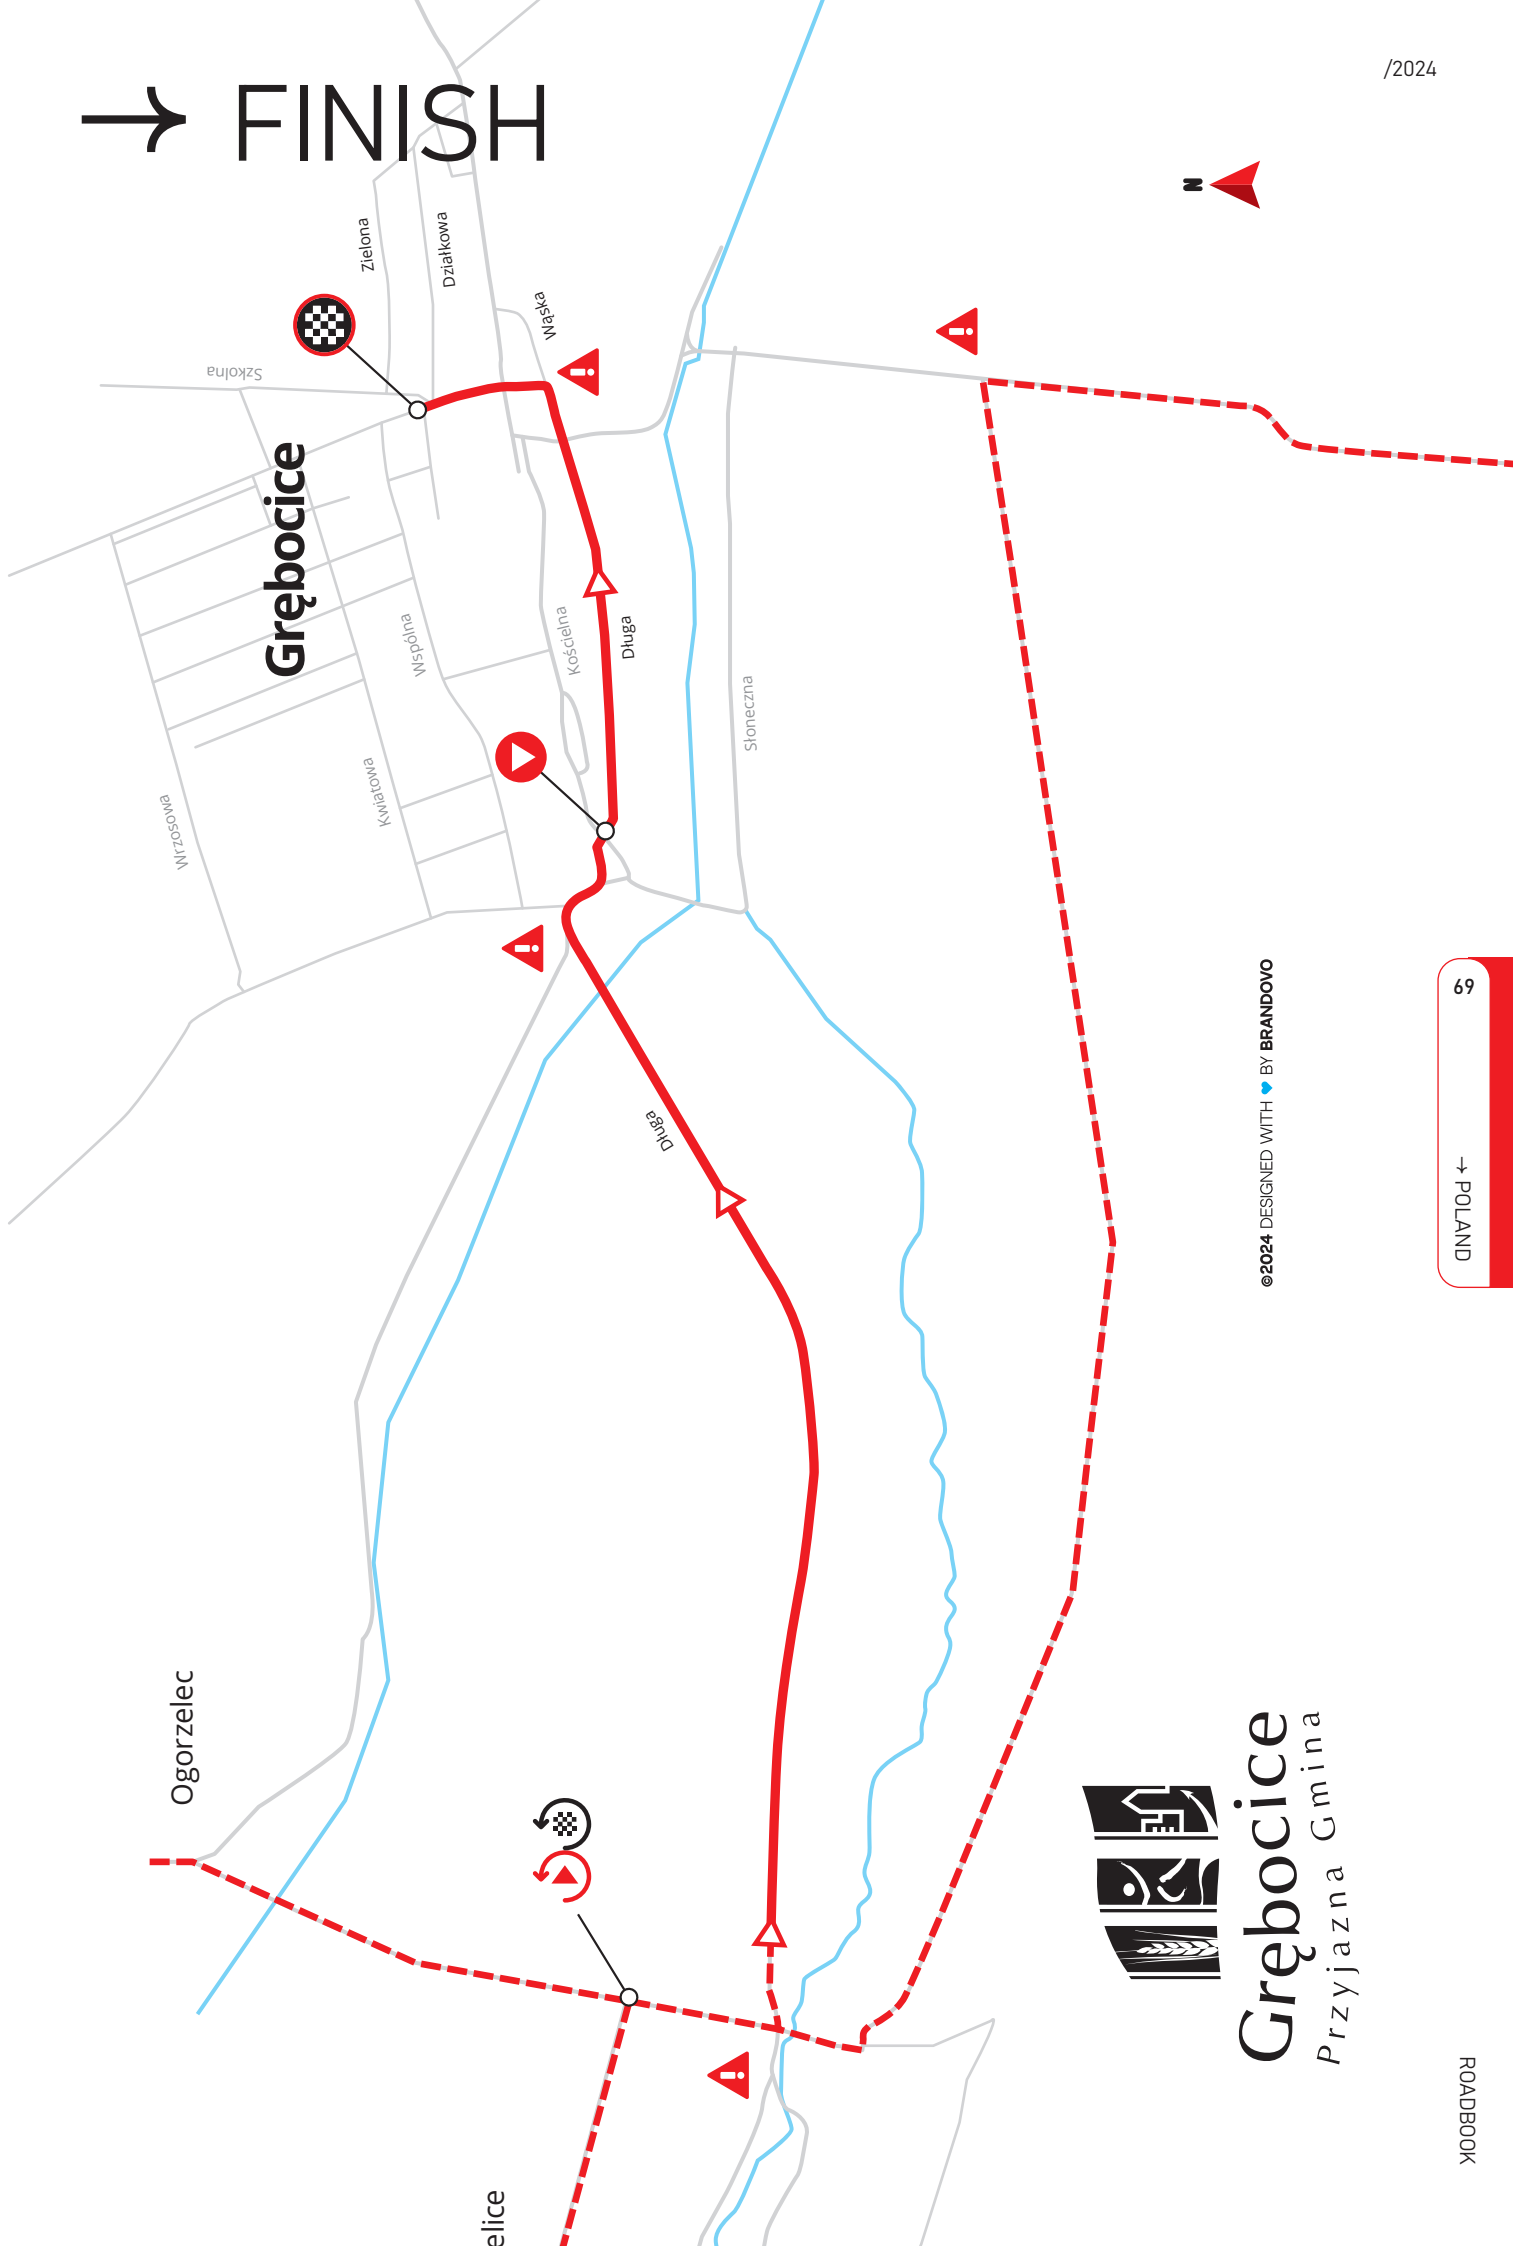 /2024
FINISH
N
Zielona
Działkowa
Wąska
Szkolna
Grębocice
Wspólna
Kościelna
Długa
Słoneczna
Kwiatowa
Wrzosowa
Długa
Ogorzelec
elice
©2024 DESIGNED WITH BY BRANDOVO
69
→ POLAND
Grębocice
Przyjazna Gmina
ROADBOOK